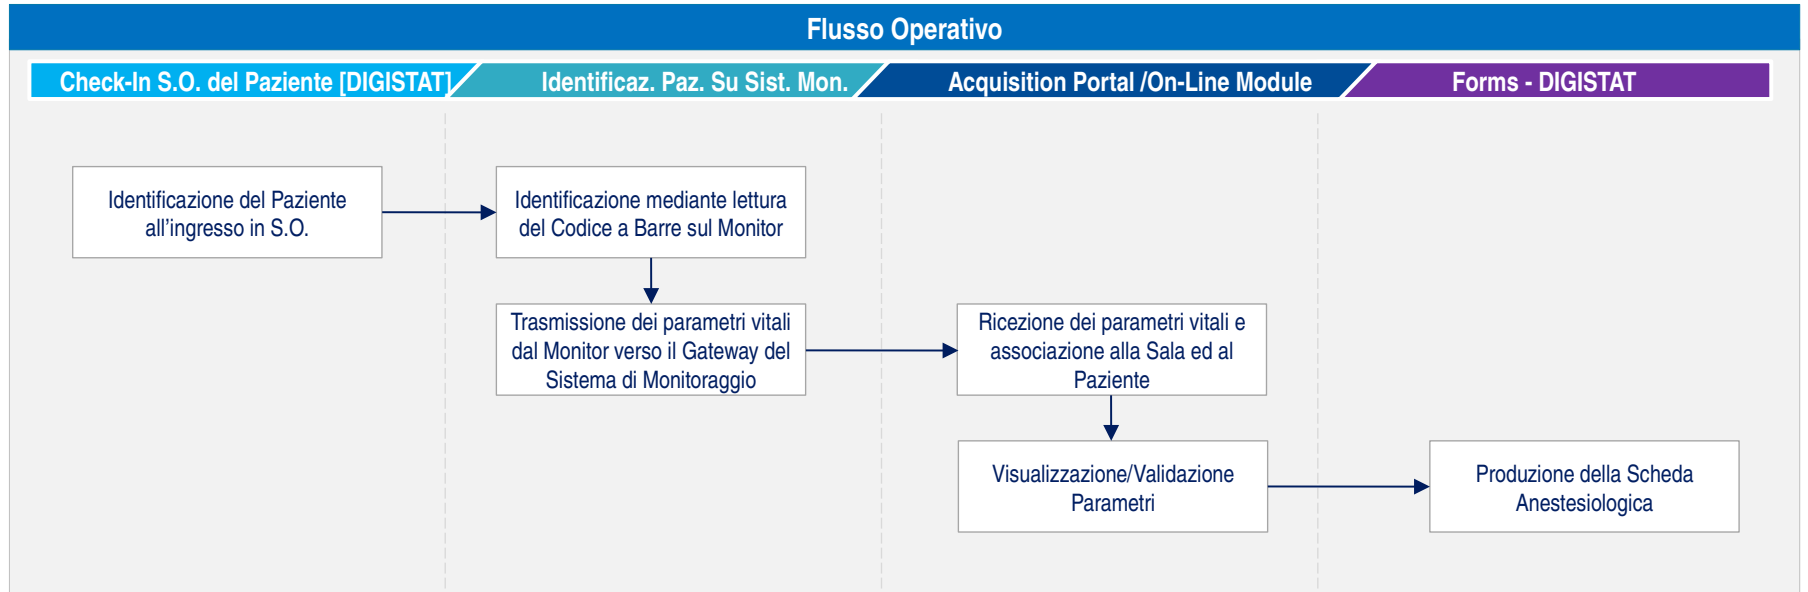 Flusso Operativo
Check-In S.O. del Paziente [DIGISTAT]
Identificaz. Paz. Su Sist. Mon.
Acquisition Portal /On-Line Module
Forms - DIGISTAT
Identificazione del Paziente
all'ingresso in S.O.
Identificazione mediante lettura
del Codice a Barre sul Monitor
Trasmissione dei parametri vitali
dal Monitor verso il Gateway del
Sistema di Monitoraggio
Ricezione dei parametri vitali e
associazione alla Sala ed al
Paziente
Visualizzazione/Validazione
Parametri
Produzione della Scheda
Anestesiologica